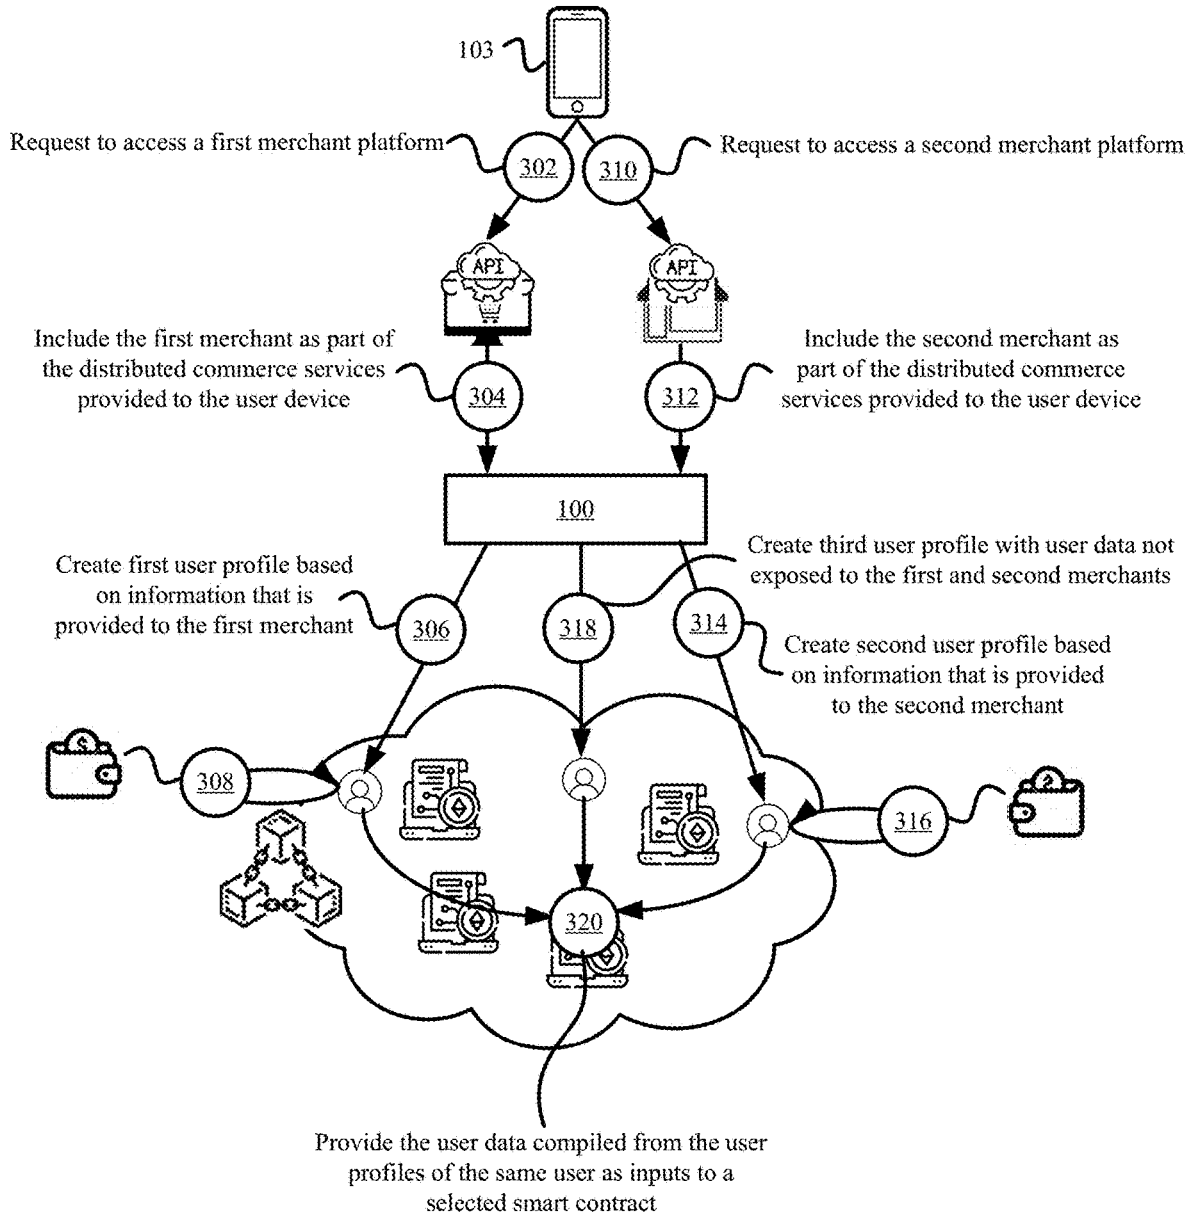 103
Request to access a first merchant platform
302
310
Request to access a second merchant platform
API
API
Include the first merchant as part of
the distributed commerce services
provided to the user device
304
312
Include the second merchant as
part of the distributed commerce
services provided to the user device
100
Create first user profile based
on information that is
provided to the first merchant
306
318
314
Create third user profile with user data not
exposed to the first and second merchants
Create second user profile based
on information that is provided
to the second merchant
308
316
320
Provide the user data compiled from the user
profiles of the same user as inputs to a
selected smart contract